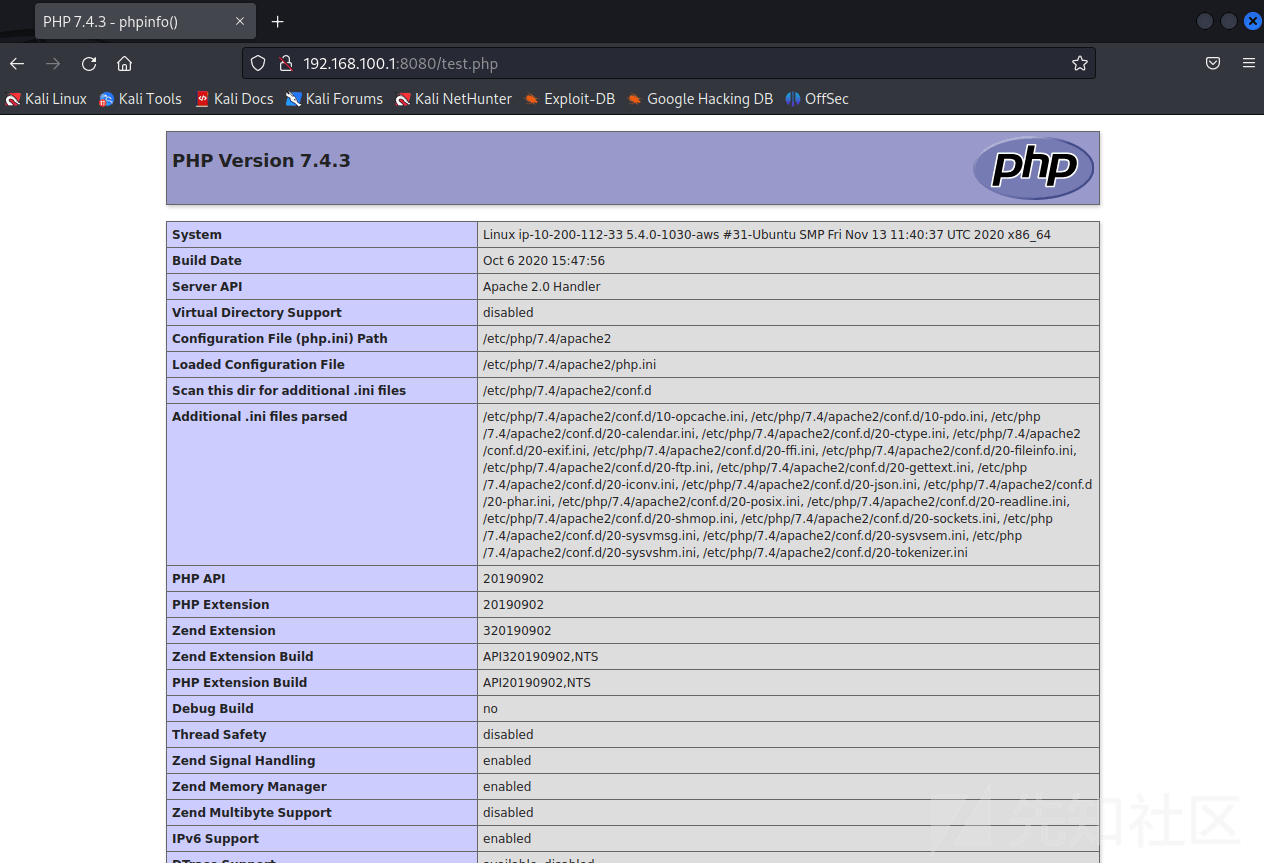 PHP 7.4.3 - phpinfo()
192.168.100.1:8080/test.php
Kali Linux Kali Tools Kali Docs Kali Forums Kali NetHunter Exploit-DB Google Hacking DB OffSec
PHP Version 7.4.3
php
System Linux ip-10-200-112-33 5.4.0-1030-aws #31-Ubuntu SMP Fri Nov 13 11:40:37 UTC 2020 x86_64
Build Date Oct 6 2020 15:47:56
Server API Apache 2.0 Handler
Virtual Directory Support disabled
Configuration File (php.ini) Path /etc/php/7.4/apache2
Loaded Configuration File /etc/php/7.4/apache2/php.ini
Scan this dir for additional .ini files /etc/php/7.4/apache2/conf.d
Additional .ini files parsed /etc/php/7.4/apache2/conf.d/10-opcache.ini, /etc/php/7.4/apache2/conf.d/10-pdo.ini, /etc/php
/7.4/apache2/conf.d/20-calendar.ini, /etc/php/7.4/apache2/conf.d/20-ctype.ini, /etc/php/7.4/apache2
/conf.d/20-exif.ini, /etc/php/7.4/apache2/conf.d/20-ffi.ini, /etc/php/7.4/apache2/conf.d/20-fileinfo.ini,
/etc/php/7.4/apache2/conf.d/20-ftp.ini, /etc/php/7.4/apache2/conf.d/20-gettext.ini, /etc/php
/7.4/apache2/conf.d/20-iconv.ini, /etc/php/7.4/apache2/conf.d/20-json.ini, /etc/php/7.4/apache2/conf.d
/20-phar.ini, /etc/php/7.4/apache2/conf.d/20-posix.ini, /etc/php/7.4/apache2/conf.d/20-readline.ini,
/etc/php/7.4/apache2/conf.d/20-shmop.ini, /etc/php/7.4/apache2/conf.d/20-sockets.ini, /etc/php
/7.4/apache2/conf.d/20-sysvmsg.ini, /etc/php/7.4/apache2/conf.d/20-sysvsem.ini, /etc/php
/7.4/apache2/conf.d/20-sysvshm.ini, /etc/php/7.4/apache2/conf.d/20-tokenizer.ini
PHP API 20190902
PHP Extension 20190902
Zend Extension 320190902
Zend Extension Build API320190902,NTS
PHP Extension Build API20190902,NTS
Debug Build no
Thread Safety disabled
Zend Signal Handling enabled
Zend Memory Manager enabled
Zend Multibyte Support disabled
IPv6 Support enabled
DTrace Support available, disabled
先知社区